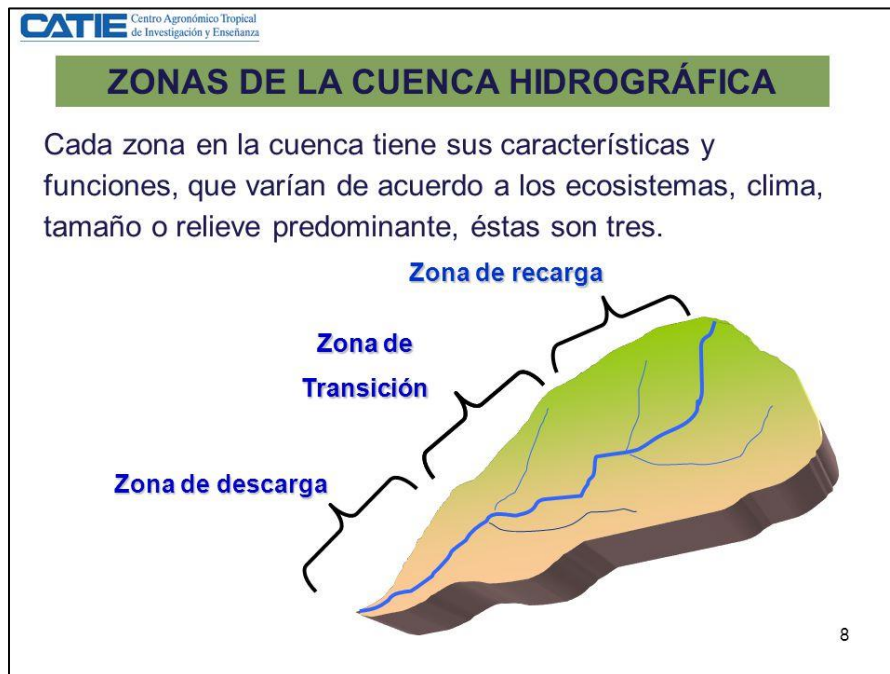 CATIE Centro Agronómico Tropical
de Investigación y Enseñanza
ZONAS DE LA CUENCA HIDROGRÁFICA
Cada zona en la cuenca tiene sus características y
funciones, que varían de acuerdo a los ecosistemas, clima,
tamaño o relieve predominante, éstas son tres.
Zona de recarga
Zona de
Transición
Zona de descarga
8